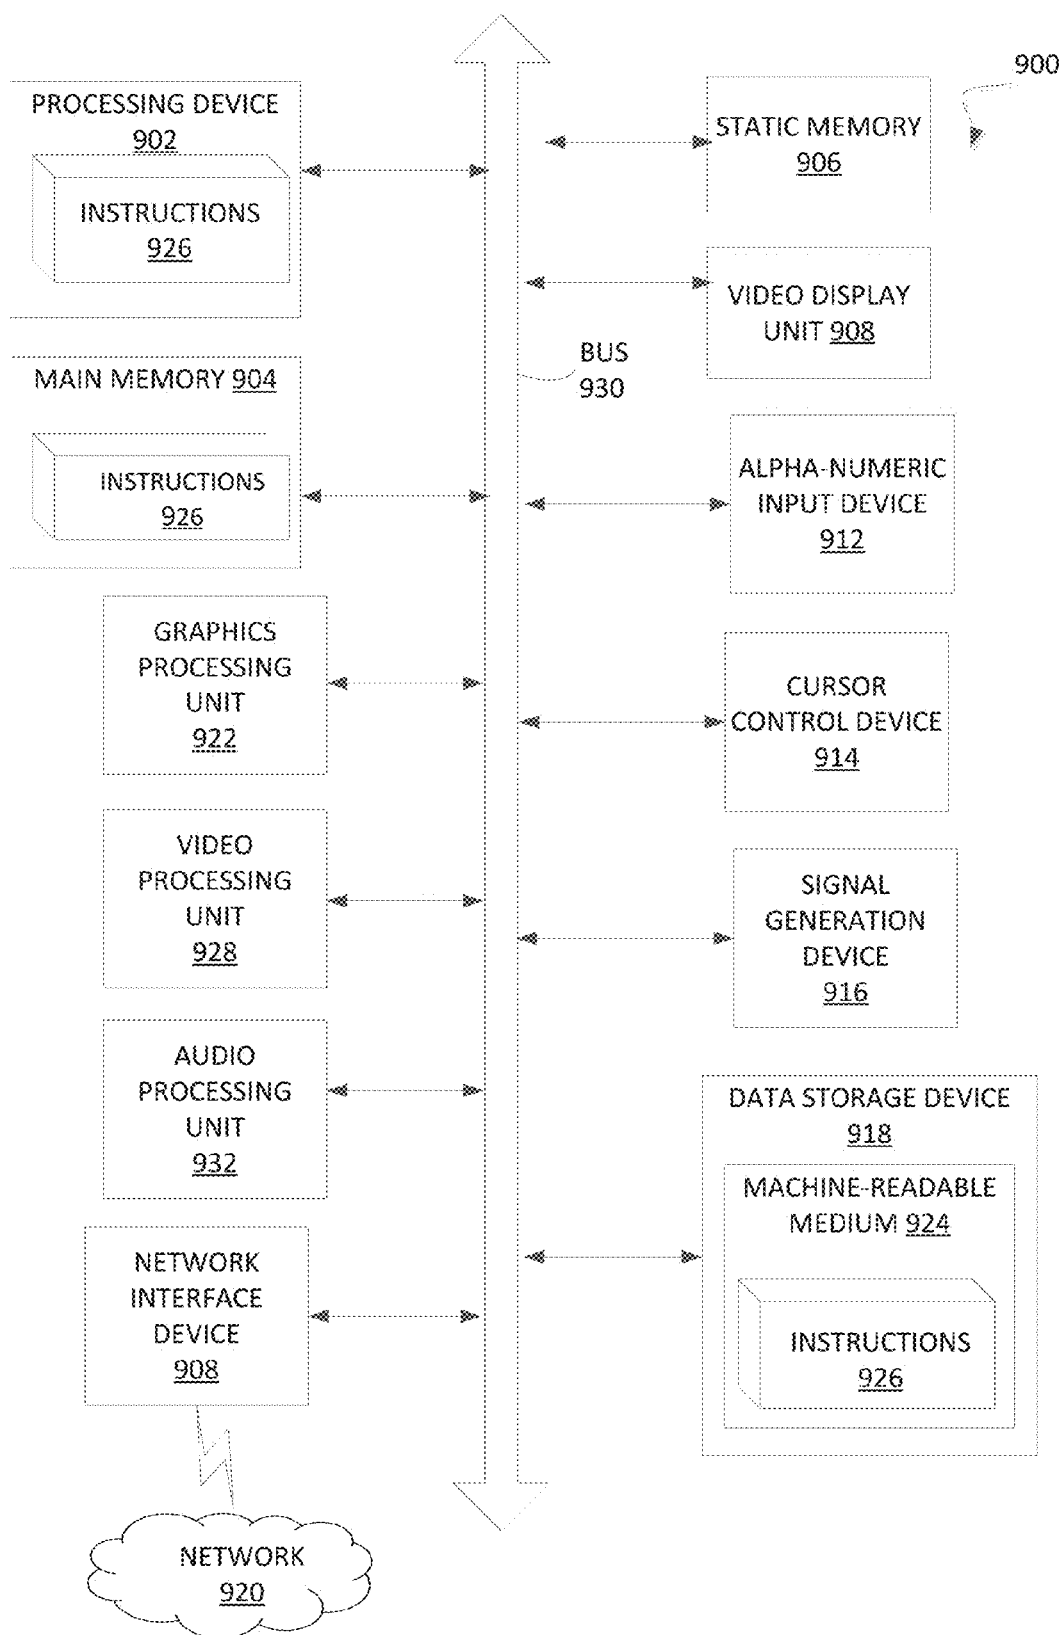 900
PROCESSING DEVICE
902
INSTRUCTIONS
926
MAIN MEMORY 904
INSTRUCTIONS
926
GRAPHICS
PROCESSING
UNIT
922
VIDEO
PROCESSING
UNIT
928
AUDIO
PROCESSING
UNIT
932
NETWORK
INTERFACE
DEVICE
908
NETWORK
920
BUS
930
STATIC MEMORY
906
VIDEO DISPLAY
UNIT 908
ALPHA-NUMERIC
INPUT DEVICE
912
CURSOR
CONTROL DEVICE
914
SIGNAL
GENERATION
DEVICE
916
DATA STORAGE DEVICE
918
MACHINE-READABLE
MEDIUM 924
INSTRUCTIONS
926